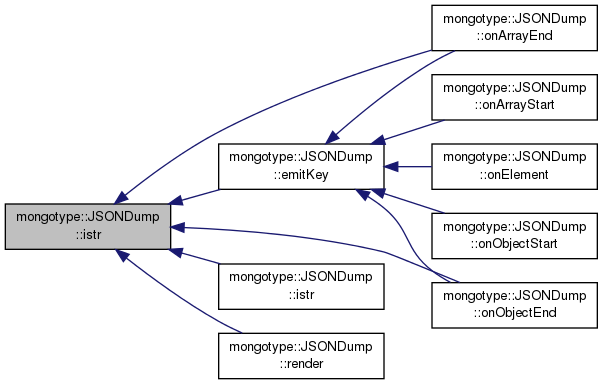 mongotype::JSONDump
::onArrayEnd
mongotype::JSONDump
::onArrayStart
mongotype::JSONDump
::emitKey
mongotype::JSONDump
::onElement
mongotype::JSONDump
::istr
mongotype::JSONDump
::onObjectStart
mongotype::JSONDump
::istr
mongotype::JSONDump
::onObjectEnd
mongotype::JSONDump
::render